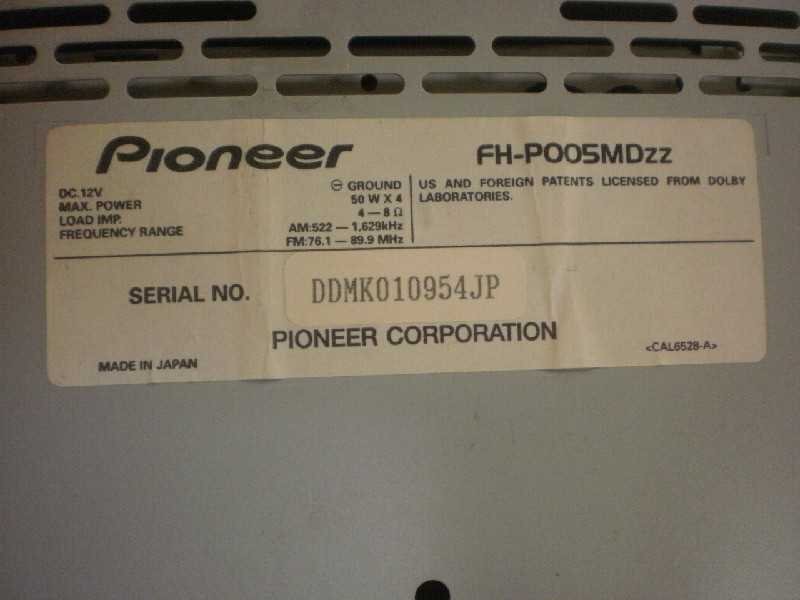 Pioneer
FH-P005MDzz
DC.12V ⊖ GROUND
MAX. POWER 50 W X 4
LOAD IMP. 4 — 8 Ω
FREQUENCY RANGE AM:522 — 1,629kHz
FM:76.1 — 89.9 MHz
US AND FOREIGN PATENTS LICENSED FROM DOLBY
LABORATORIES.
SERIAL NO. DDMK010954JP
PIONEER CORPORATION
MADE IN JAPAN
<CAL6528-A>